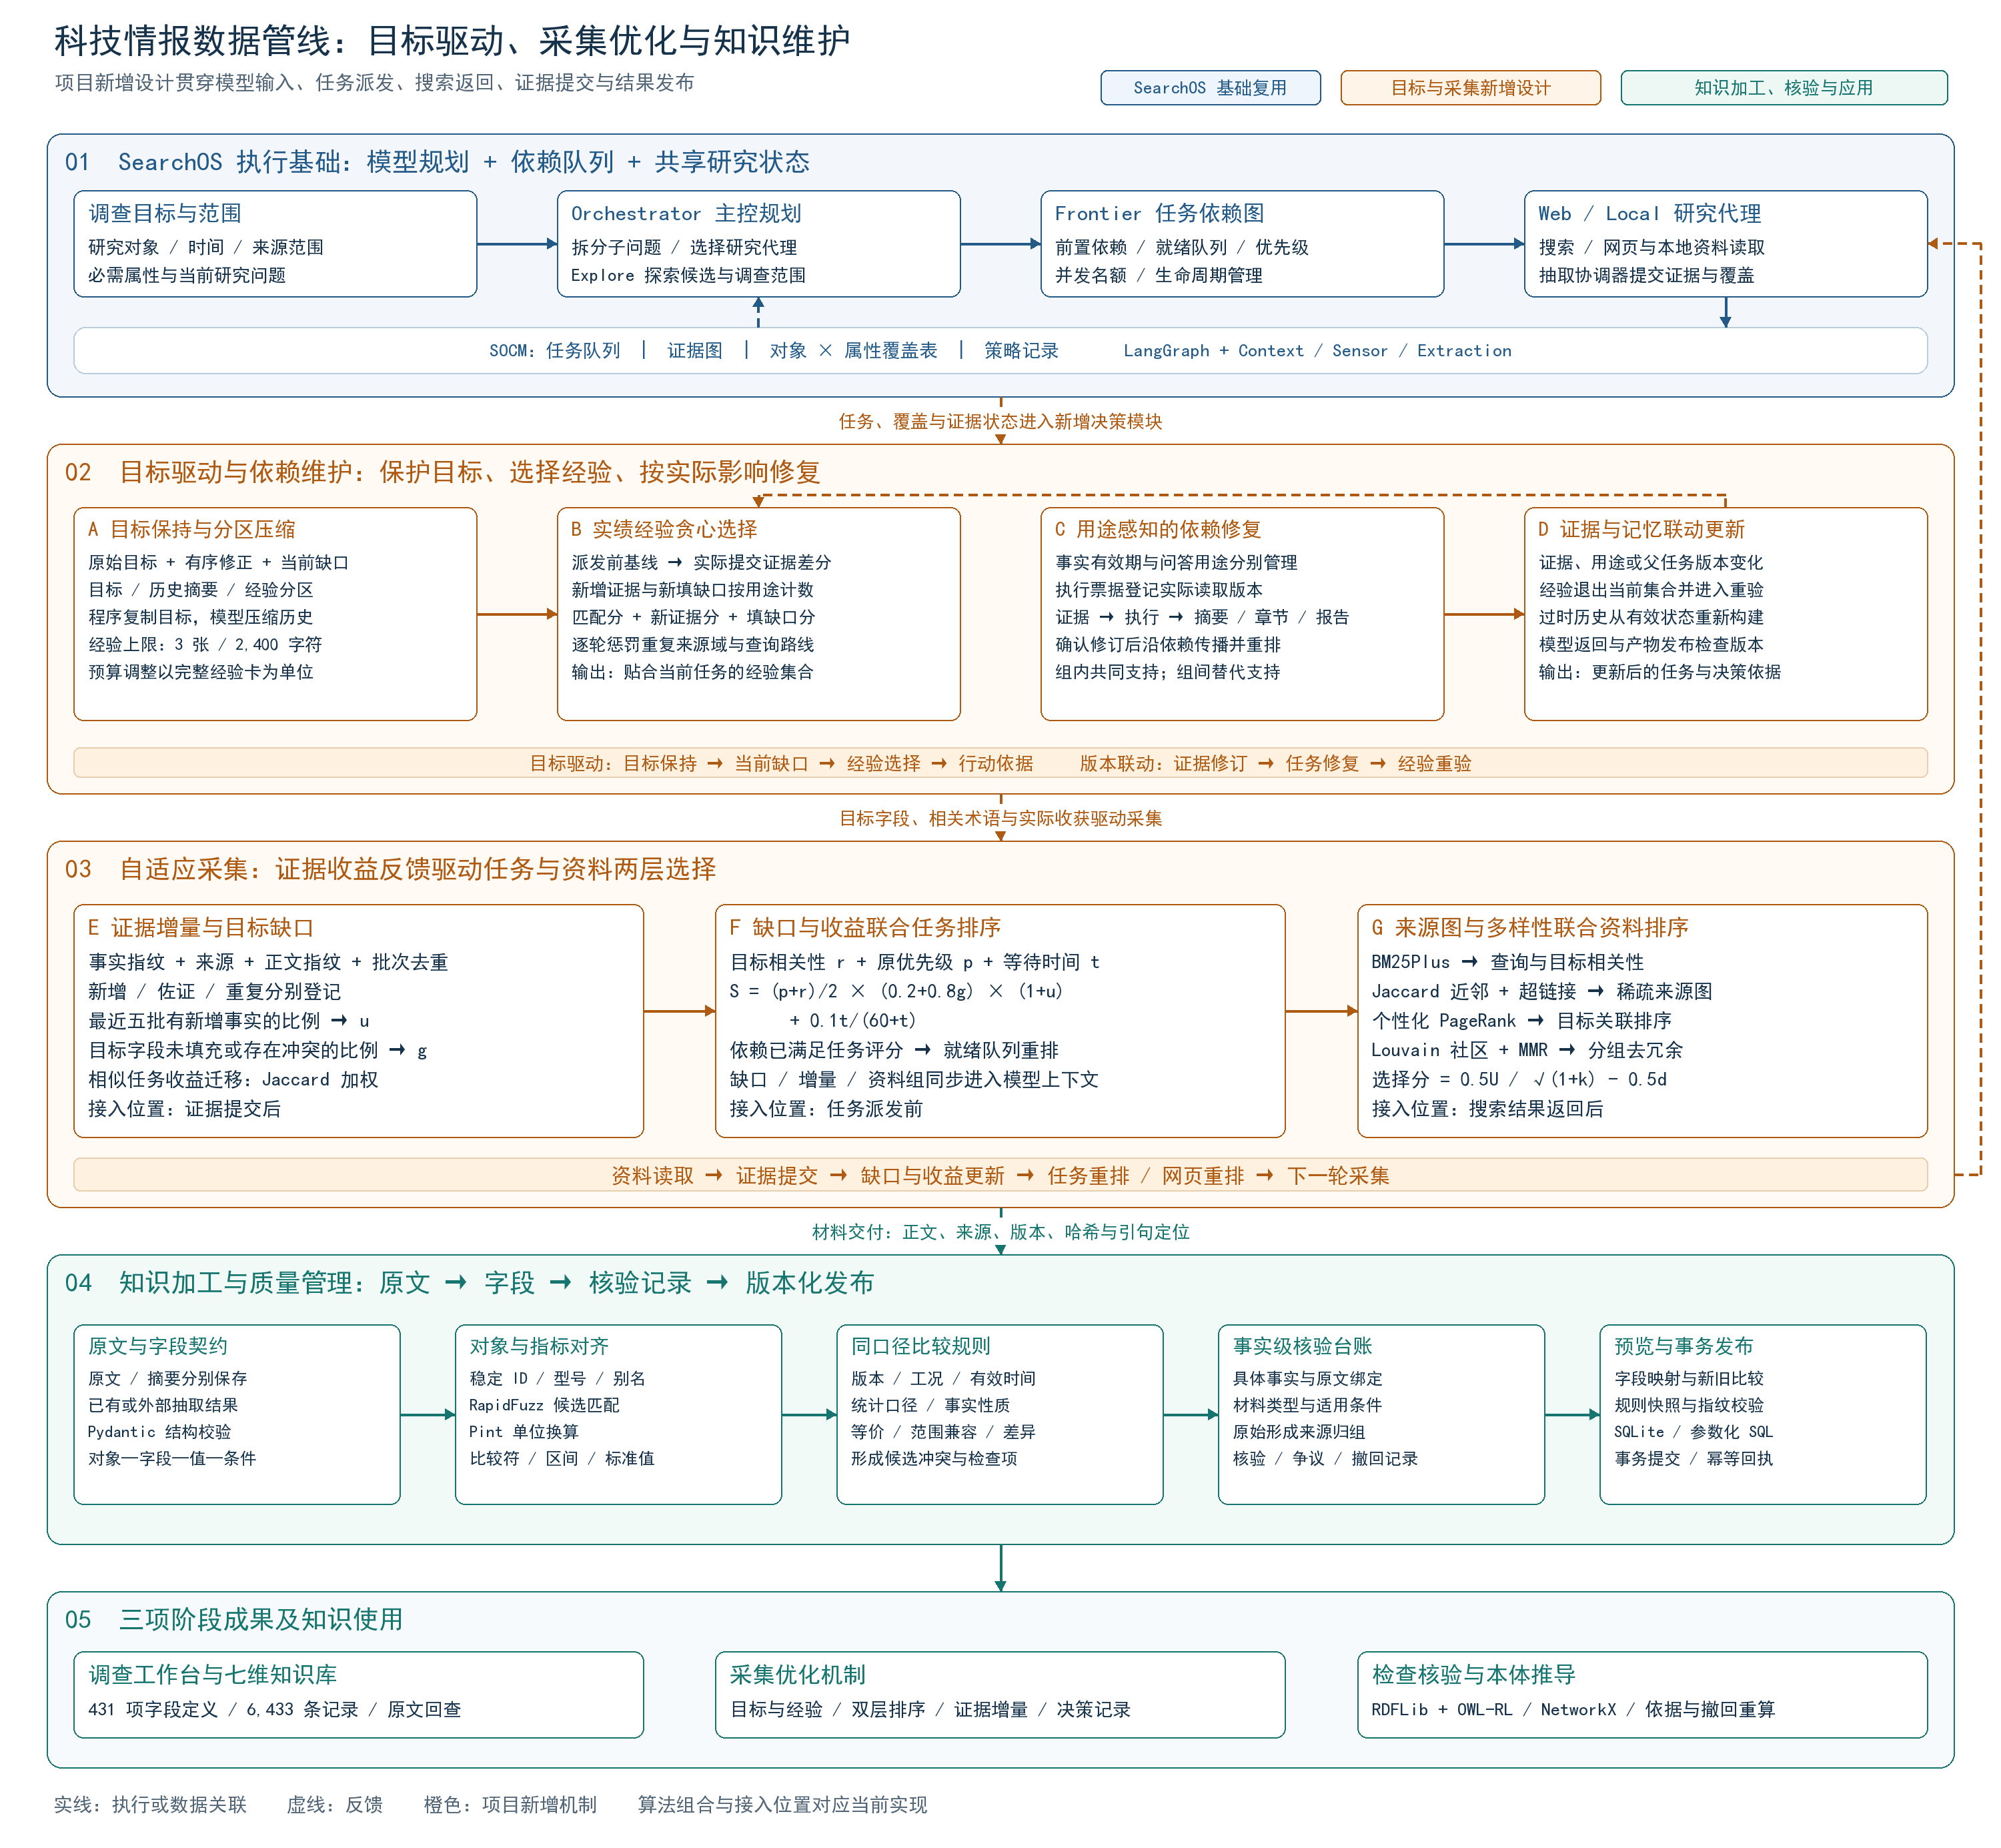 科技情报数据管线：目标驱动、采集优化与知识维护
项目新增设计贯穿模型输入、任务派发、搜索返回、证据提交与结果发布
SearchOS 基础复用
目标与采集新增设计
知识加工、核验与应用
01 SearchOS 执行基础：模型规划 + 依赖队列 + 共享研究状态
调查目标与范围
研究对象 / 时间 / 来源范围
必需属性与当前研究问题
Orchestrator 主控规划
拆分子问题 / 选择研究代理
Explore 探索候选与调查范围
Frontier 任务依赖图
前置依赖 / 就绪队列 / 优先级
并发名额 / 生命周期管理
Web / Local 研究代理
搜索 / 网页与本地资料读取
抽取协调器提交证据与覆盖
SOCM：任务队列 | 证据图 | 对象 × 属性覆盖表 | 策略记录 LangGraph + Context / Sensor / Extraction
任务、覆盖与证据状态进入新增决策模块
02 目标驱动与依赖维护：保护目标、选择经验、按实际影响修复
A 目标保持与分区压缩
原始目标 + 有序修正 + 当前缺口
目标 / 历史摘要 / 经验分区
程序复制目标，模型压缩历史
经验上限：3 张 / 2,400 字符
预算调整以完整经验卡为单位
B 实绩经验贪心选择
派发前基线 → 实际提交证据差分
新增证据与新填缺口按用途计数
匹配分 + 新证据分 + 填缺口分
逐轮惩罚重复来源域与查询路线
输出：贴合当前任务的经验集合
C 用途感知的依赖修复
事实有效期与问答用途分别管理
执行票据登记实际读取版本
证据 → 执行 → 摘要 / 章节 / 报告
确认修订后沿依赖传播并重排
组内共同支持；组间替代支持
D 证据与记忆联动更新
证据、用途或父任务版本变化
经验退出当前集合并进入重验
过时历史从有效状态重新构建
模型返回与产物发布检查版本
输出：更新后的任务与决策依据
目标驱动：目标保持 → 当前缺口 → 经验选择 → 行动依据 版本联动：证据修订 → 任务修复 → 经验重验
目标字段、相关术语与实际收获驱动采集
03 自适应采集：证据收益反馈驱动任务与资料两层选择
E 证据增量与目标缺口
事实指纹 + 来源 + 正文指纹 + 批次去重
新增 / 佐证 / 重复分别登记
最近五批有新增事实的比例 → u
目标字段未填充或存在冲突的比例 → g
相似任务收益迁移：Jaccard 加权
接入位置：证据提交后
F 缺口与收益联合任务排序
目标相关性 r + 原优先级 p + 等待时间 t
S = (p+r)/2 × (0.2+0.8g) × (1+u)
+ 0.1t/(60+t)
依赖已满足任务评分 → 就绪队列重排
缺口 / 增量 / 资料组同步进入模型上下文
接入位置：任务派发前
G 来源图与多样性联合资料排序
BM25Plus → 查询与目标相关性
Jaccard 近邻 + 超链接 → 稀疏来源图
个性化 PageRank → 目标关联排序
Louvain 社区 + MMR → 分组去冗余
选择分 = 0.5U / √(1+k) − 0.5d
接入位置：搜索结果返回后
资料读取 → 证据提交 → 缺口与收益更新 → 任务重排 / 网页重排 → 下一轮采集
材料交付：正文、来源、版本、哈希与引句定位
04 知识加工与质量管理：原文 → 字段 → 核验记录 → 版本化发布
原文与字段契约
原文 / 摘要分别保存
已有或外部抽取结果
Pydantic 结构校验
对象—字段—值—条件
对象与指标对齐
稳定 ID / 型号 / 别名
RapidFuzz 候选匹配
Pint 单位换算
比较符 / 区间 / 标准值
同口径比较规则
版本 / 工况 / 有效时间
统计口径 / 事实性质
等价 / 范围兼容 / 差异
形成候选冲突与检查项
事实级核验台账
具体事实与原文绑定
材料类型与适用条件
原始形成来源归组
核验 / 争议 / 撤回记录
预览与事务发布
字段映射与新旧比较
规则快照与指纹校验
SQLite / 参数化 SQL
事务提交 / 幂等回执
05 三项阶段成果及知识使用
调查工作台与七维知识库
431 项字段定义 / 6,433 条记录 / 原文回查
采集优化机制
目标与经验 / 双层排序 / 证据增量 / 决策记录
检查核验与本体推导
RDFLib + OWL-RL / NetworkX / 依据与撤回重算
实线：执行或数据关联 虚线：反馈 橙色：项目新增机制 算法组合与接入位置对应当前实现